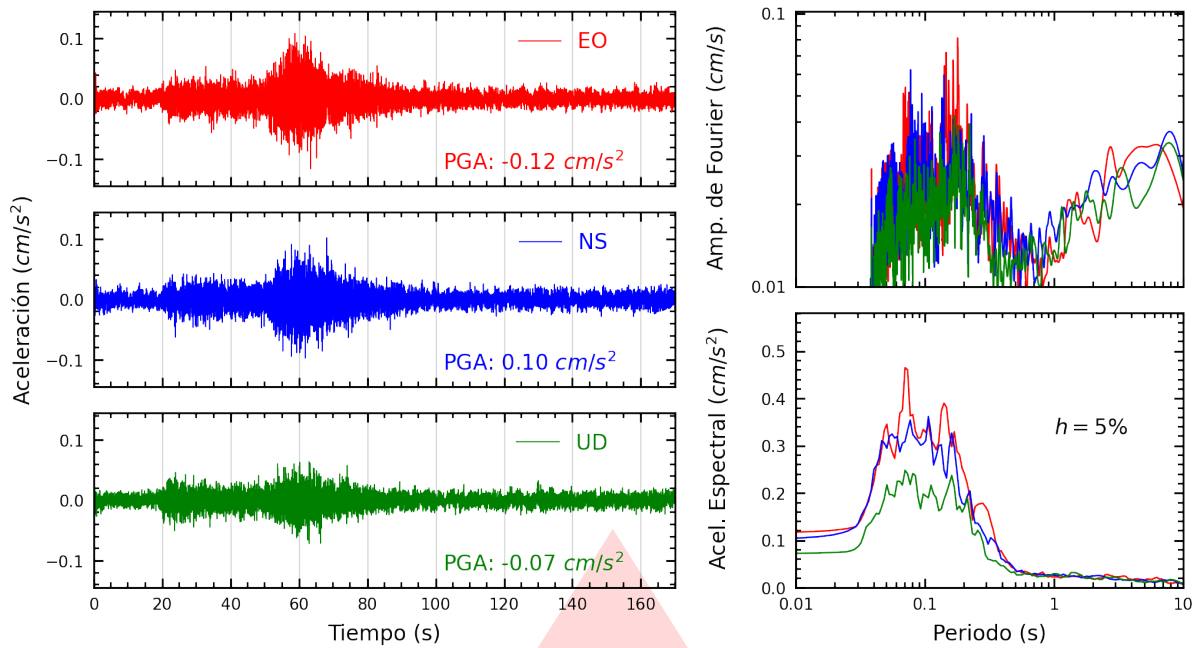 Aceleración (cm/s²)
0.1
0.0
−0.1
EO
PGA: -0.12 cm/s²
0.1
0.0
−0.1
NS
PGA: 0.10 cm/s²
0.1
0.0
−0.1
UD
PGA: -0.07 cm/s²
0 20 40 60 80 100 120 140 160
Tiempo (s)
Amp. de Fourier (cm/s)
0.1
0.01
Acel. Espectral (cm/s²)
0.5
0.4
0.3
0.2
0.1
0.0
h = 5%
0.01 0.1 1 10
Periodo (s)